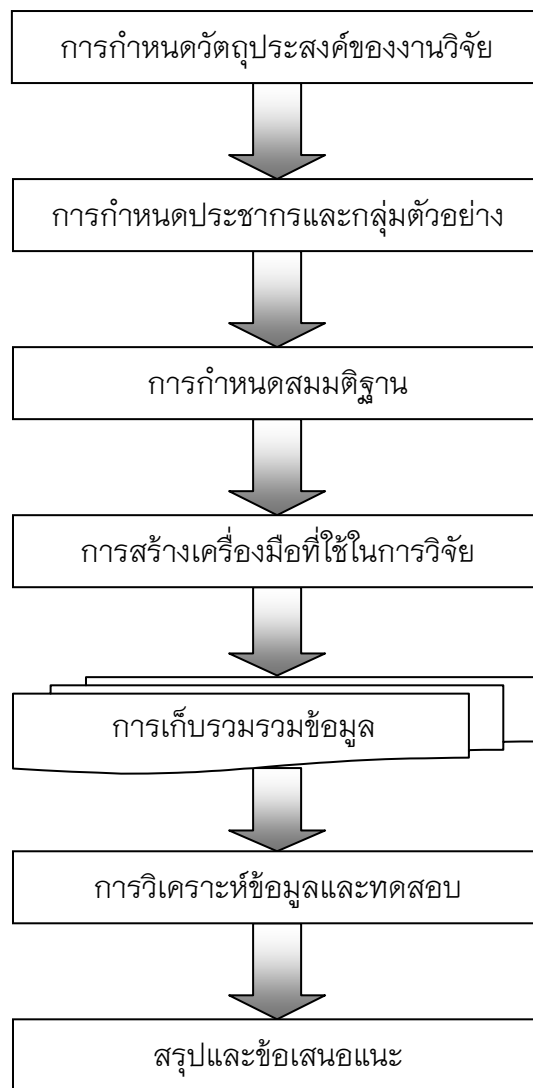 การกำหนดวัตถุประสงค์ของงานวิจัย
การกำหนดประชากรและกลุ่มตัวอย่าง
การกำหนดสมมติฐาน
การสร้างเครื่องมือที่ใช้ในการวิจัย
การเก็บรวมรวมข้อมูล
การวิเคราะห์ข้อมูลและทดสอบ
สรุปและข้อเสนอแนะ